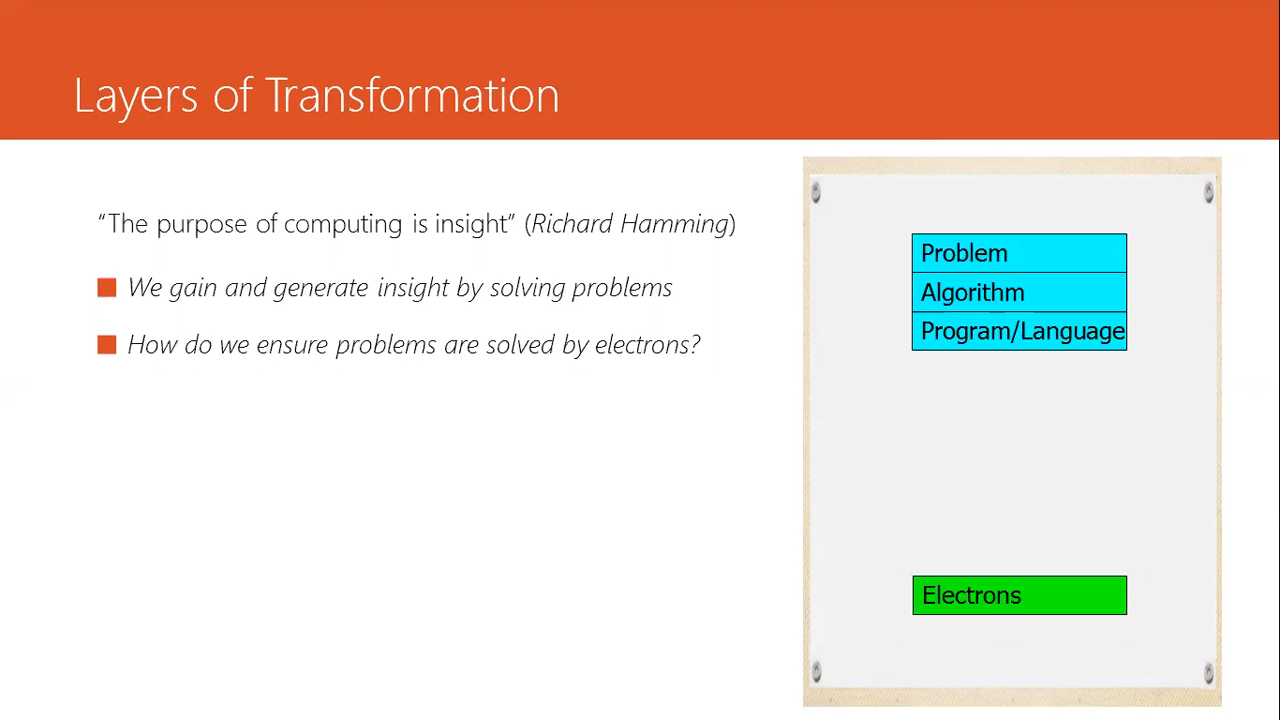 Layers of Transformation
“The purpose of computing is insight” (Richard Hamming)
We gain and generate insight by solving problems
How do we ensure problems are solved by electrons?
Problem
Algorithm
Program/Language
Electrons